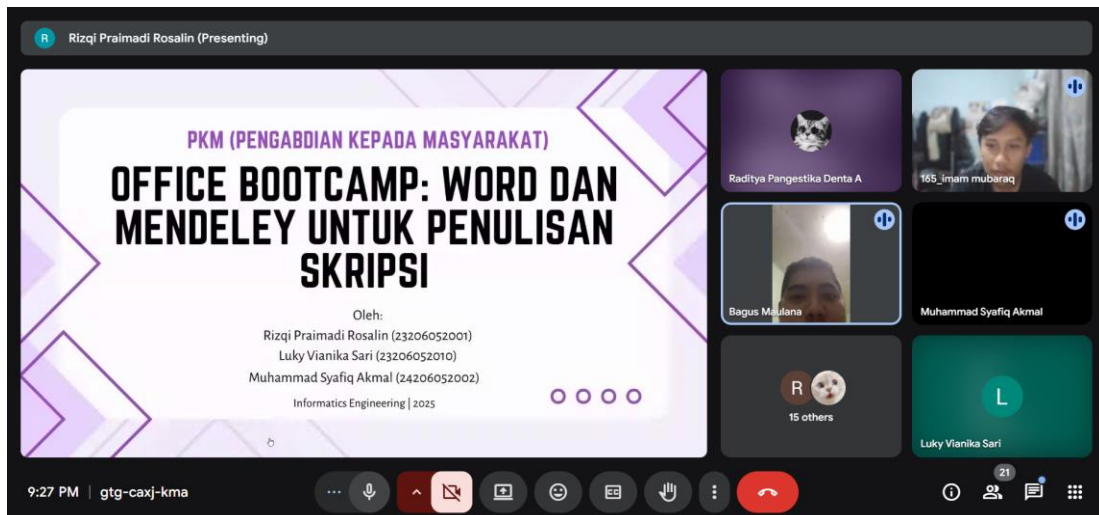 R Rizqi Praimadi Rosalin (Presenting)
PKM (PENGABDIAN KEPADA MASYARAKAT)
OFFICE BOOTCAMP: WORD DAN
MENDELEY UNTUK PENULISAN
SKRIPSI
Oleh:
Rizqi Praimadi Rosalin (23206052001)
Luky Vianika Sari (23206052010)
Muhammad Syafiq Akmal (24206052002)
Informatics Engineering | 2025
Raditya Pangestika Denta A
165_imam mubaraq
Bagus Maulana
Muhammad Syafiq Akmal
R
15 others
L
Luky Vianika Sari
9:27 PM | gtg-caxj-kma
CC
21